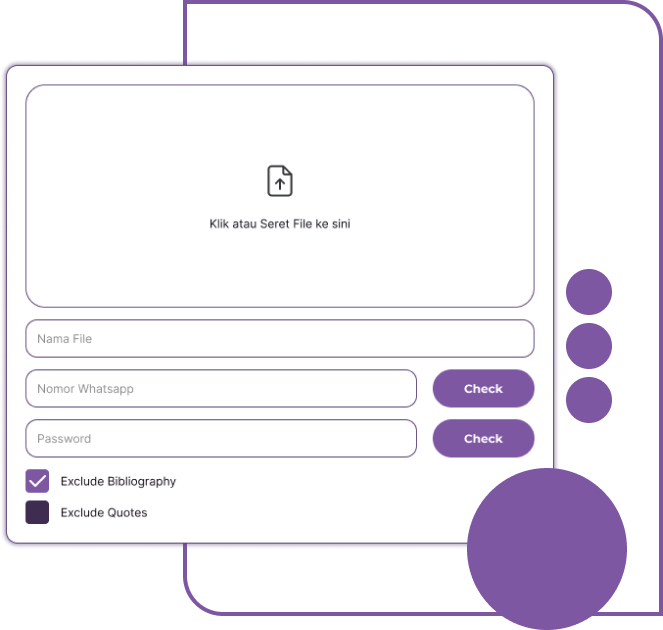 Klik atau Seret File ke sini
Nama File
Nomor Whatsapp
Check
Password
Check
Exclude Bibliography
Exclude Quotes